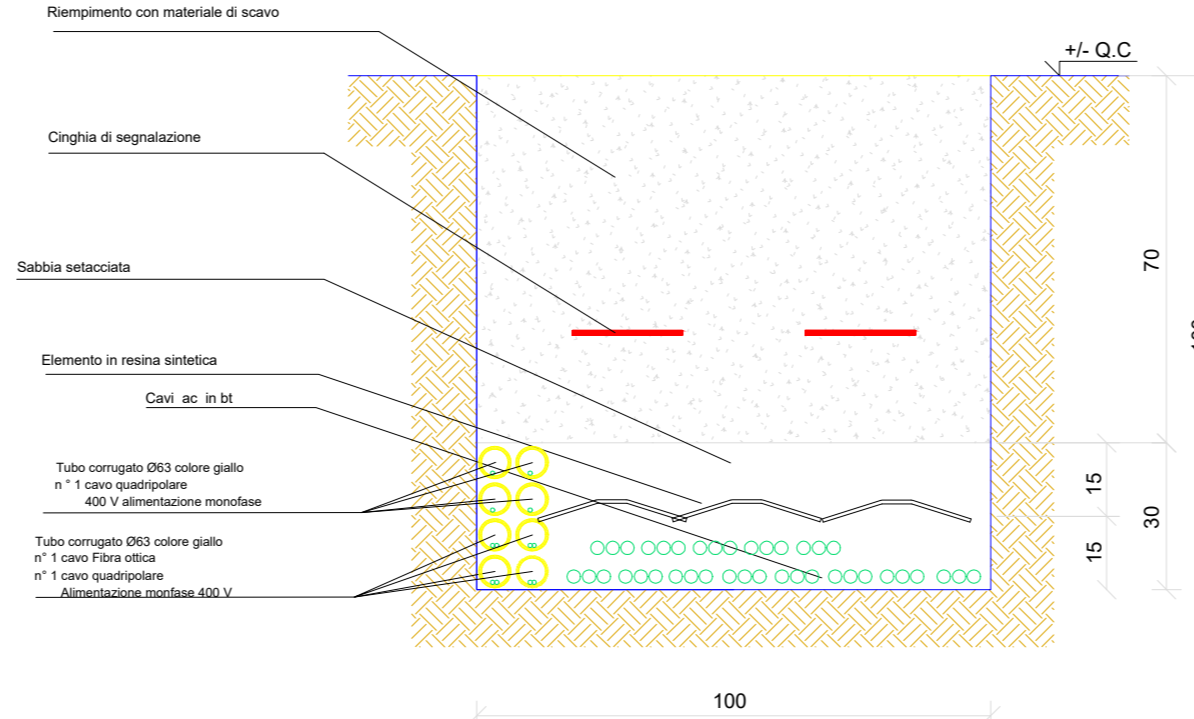 Riempimento con materiale di scavo
+/- Q.C
Cinghia di segnalazione
Sabbia setacciata
Elemento in resina sintetica
Cavi ac in bt
Tubo corrugato Ø63 colore giallo
n ° 1 cavo quadripolare
400 V alimentazione monofase
Tubo corrugato Ø63 colore giallo
n° 1 cavo Fibra ottica
n° 1 cavo quadripolare
Alimentazione monfase 400 V
70
15
30
15
100